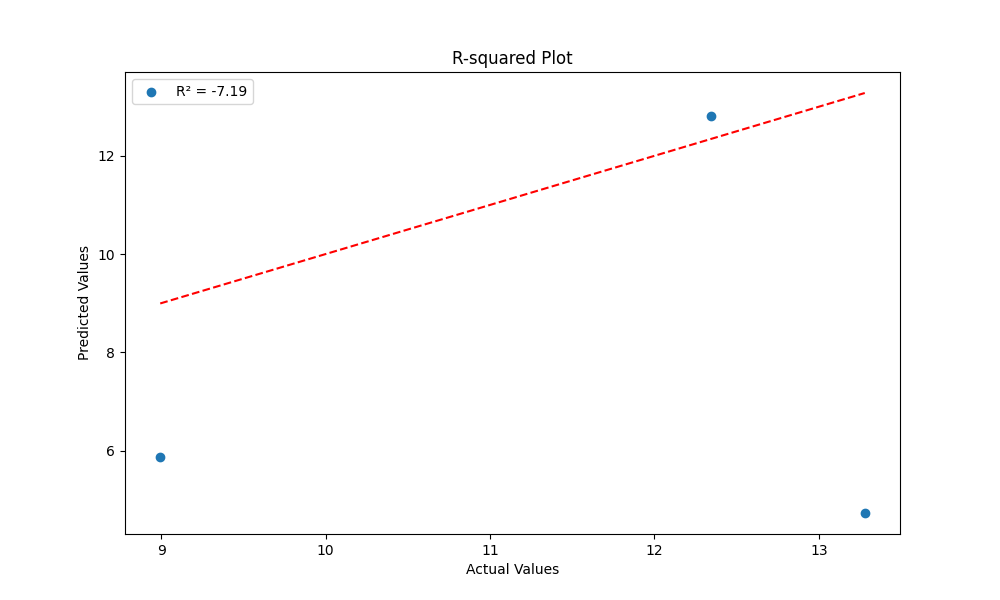 R-squared Plot
R² = -7.19
Predicted Values
12
10
8
6
9
10
11
12
13
Actual Values